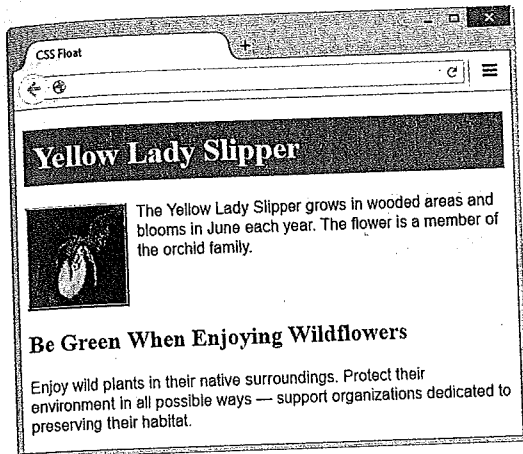 CSS Float
Yellow Lady Slipper
The Yellow Lady Slipper grows in wooded areas and
blooms in June each year. The flower is a member of
the orchid family.
Be Green When Enjoying Wildflowers
Enjoy wild plants in their native surroundings. Protect their
environment in all possible ways — support organizations dedicated to
preserving their habitat.